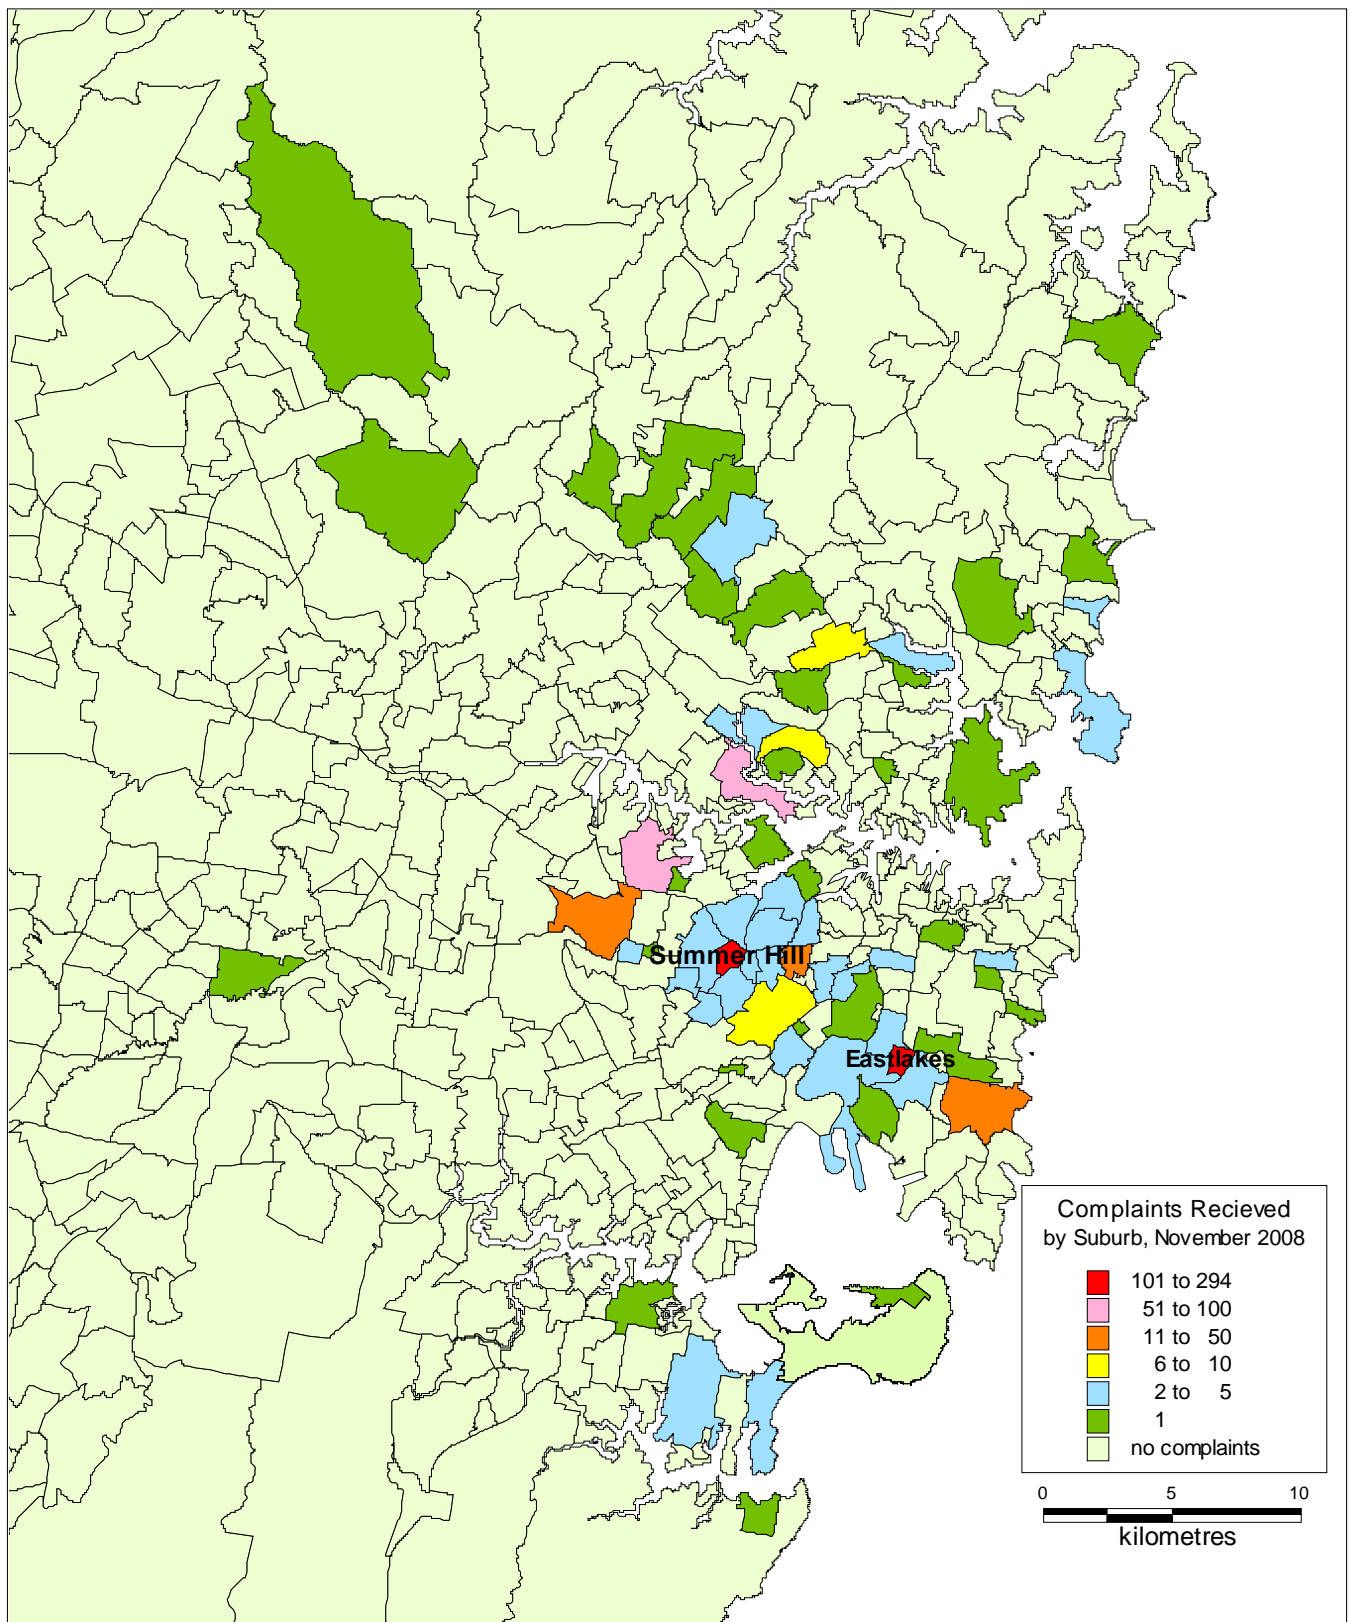 Summer Hill
Eastlakes
Complaints Recieved
by Suburb, November 2008
101 to 294
51 to 100
11 to 50
6 to 10
2 to 5
1
no complaints
0 5 10
kilometres